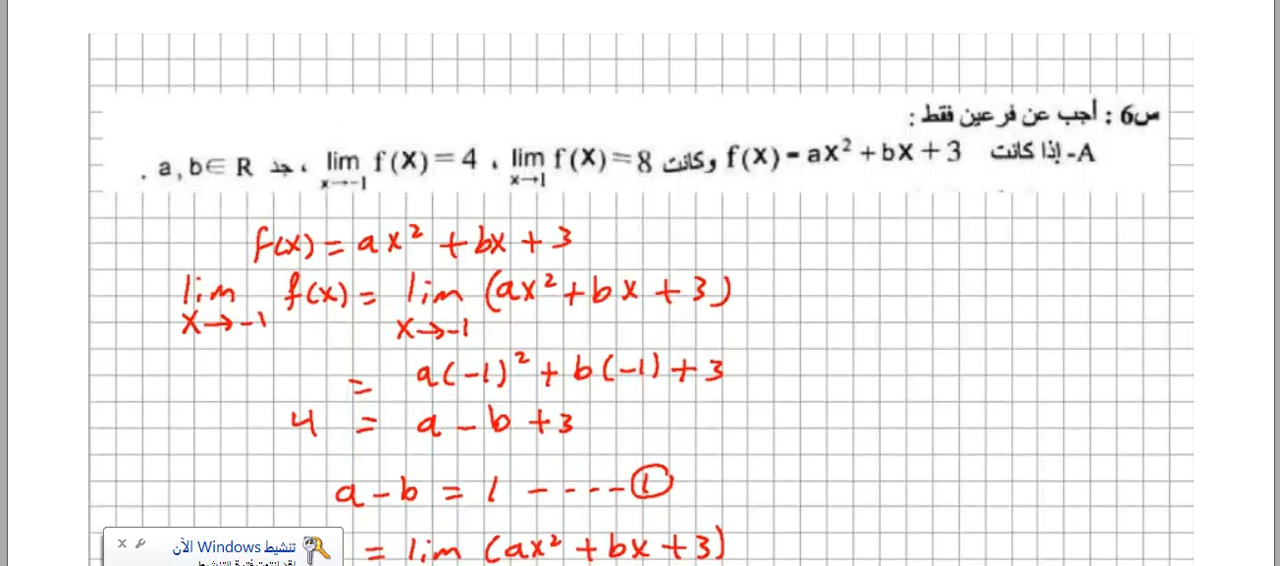 س6 : أجب عن فرعين فقط :
A- إذا كانت f(X) = aX² + bX + 3 وكانت lim x→1 f(X) = 8 ، lim x→-1 f(X) = 4 ، جد a , b ∈ R .
f(x) = ax² + bx + 3
lim x→-1 f(x) = lim x→-1 (ax² + bx + 3)
= a(-1)² + b(-1) + 3
4 = a - b + 3
a - b = 1 ----- ①
= lim (ax² + bx + 3)
تنشيط Windows الآن